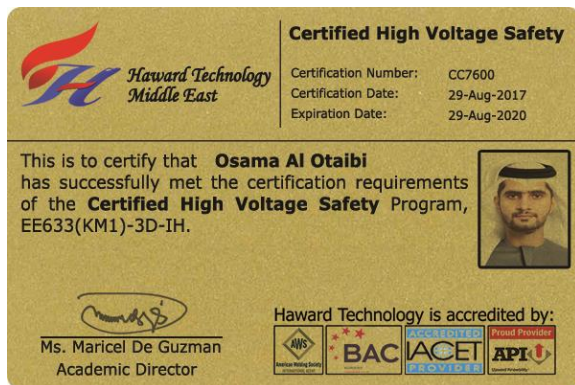 Haward Technology
Middle East
Certified High Voltage Safety
Certification Number: CC7600
Certification Date: 29-Aug-2017
Expiration Date: 29-Aug-2020
This is to certify that Osama Al Otaibi
has successfully met the certification requirements
of the Certified High Voltage Safety Program,
EE633(KM1)-3D-IH.
Ms. Maricel De Guzman
Academic Director
Haward Technology is accredited by:
AWS
American Welding Society
BAC
ACCREDITED
IACET
PROVIDER
Proud Provider
API